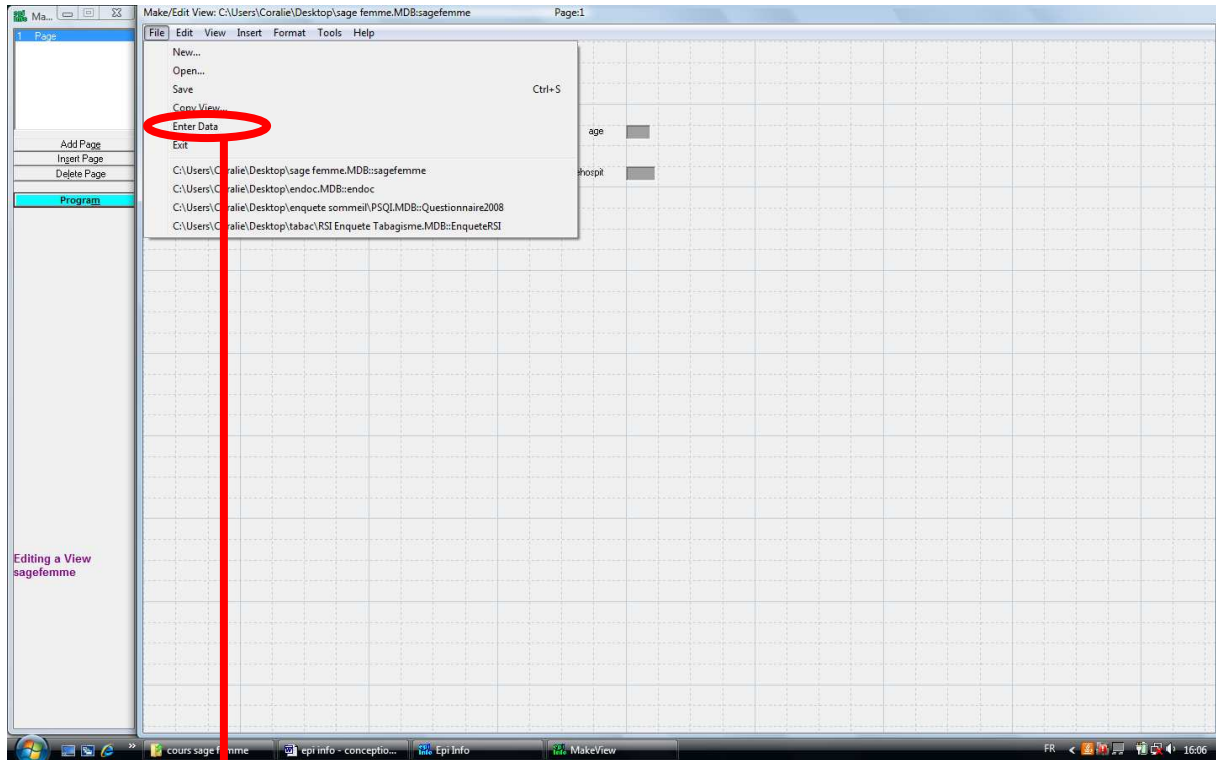 Ma...
1 Page
Add Page
Insert Page
Delete Page
Program
Editing a View
sagefemme
Make/Edit View: C:\Users\Coralie\Desktop\sage femme.MDB:sagefemme Page:1
File Edit View Insert Format Tools Help
New...
Open...
Save Ctrl+S
Copy View...
Enter Data
Exit
C:\Users\Coralie\Desktop\sage femme.MDB::sagefemme
C:\Users\Coralie\Desktop\endoc.MDB::endoc
C:\Users\Coralie\Desktop\enquete sommeil\PSQI.MDB::Questionnaire2008
C:\Users\Coralie\Desktop\tabac\RSI Enquete Tabagisme.MDB::EnqueteRSI
age
ehospit
cours sage femme epi info - conceptio... Epi Info MakeView FR 16:06